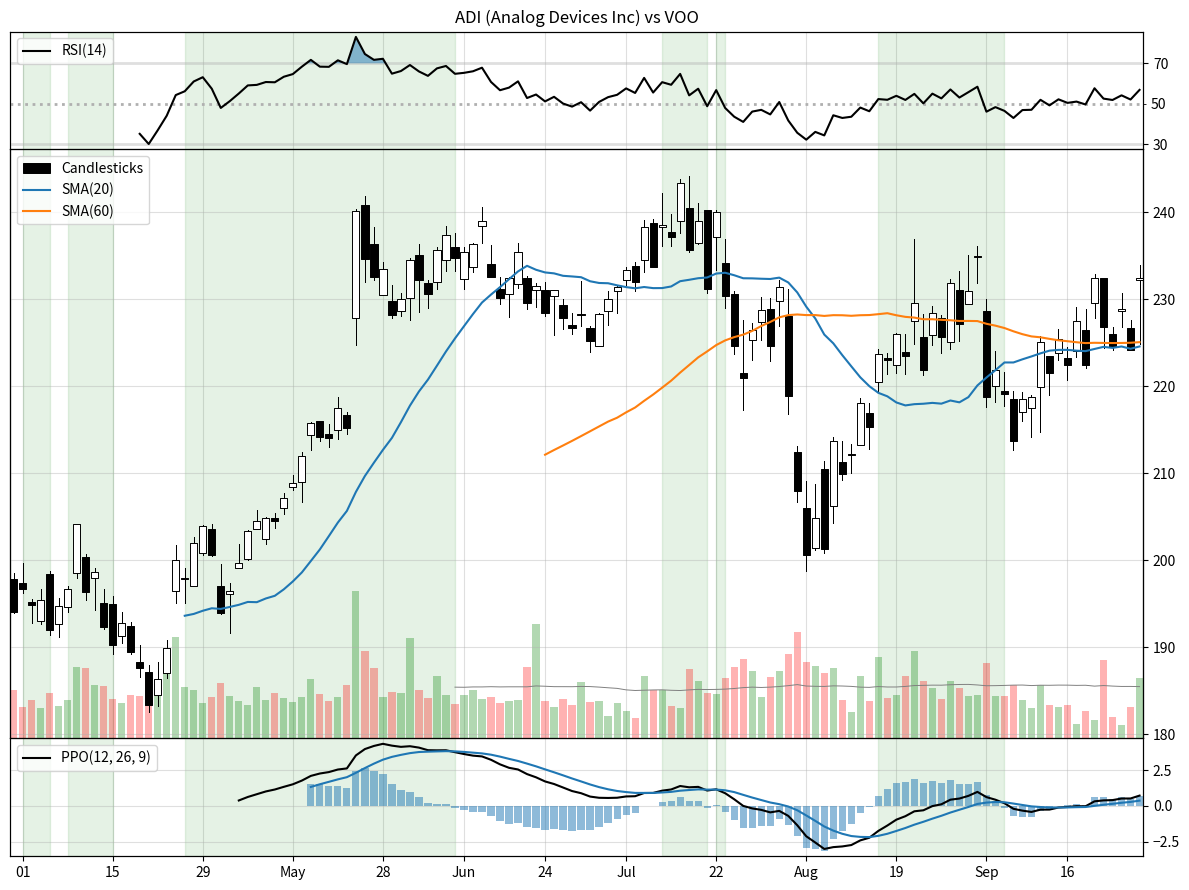 ADI (Analog Devices Inc) vs VOO
RSI(14)
70
50
30
Candlesticks
SMA(20)
SMA(60)
240
230
220
210
200
190
180
PPO(12, 26, 9)
2.5
0.0
−2.5
01 15 29 May 28 Jun 24 Jul 22 Aug 19 Sep 16